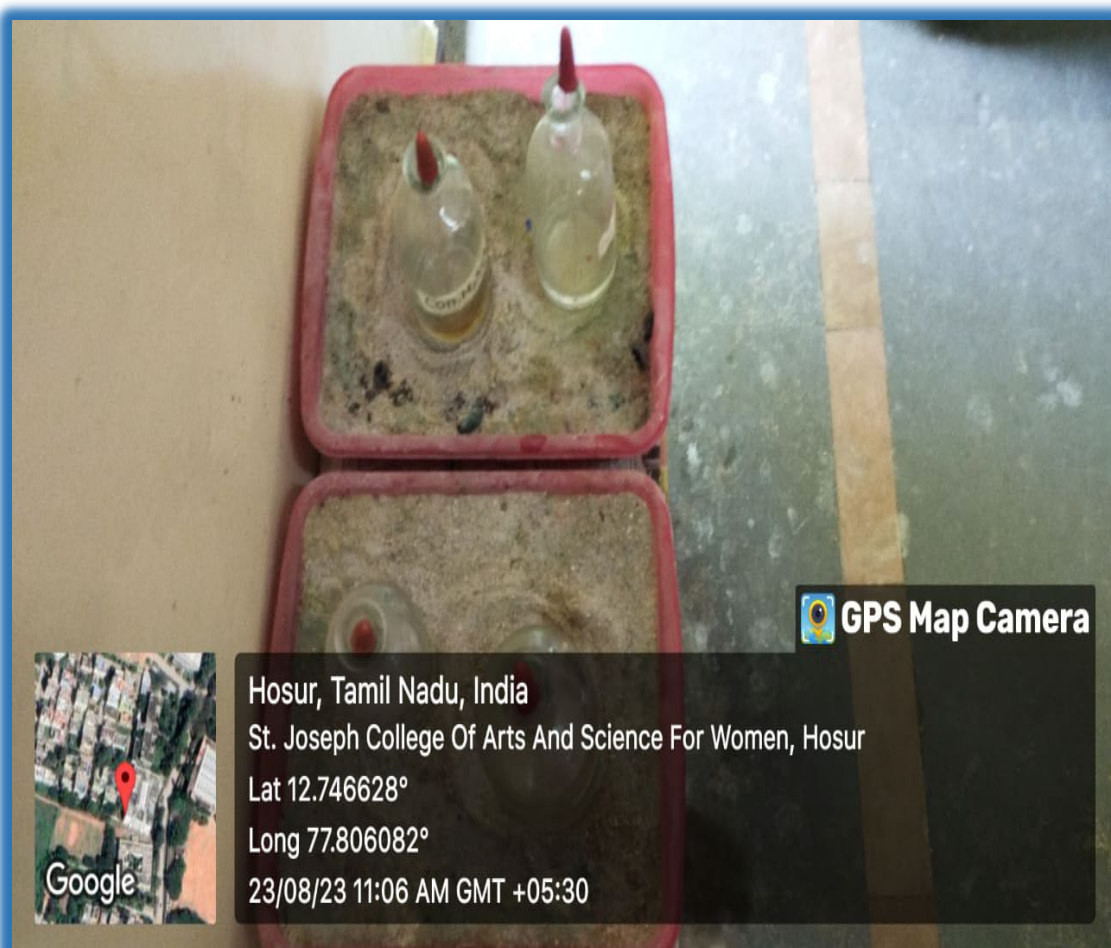 GPS Map Camera
Hosur, Tamil Nadu, India
St. Joseph College Of Arts And Science For Women, Hosur
Lat 12.746628°
Long 77.806082°
23/08/23 11:06 AM GMT +05:30
Google